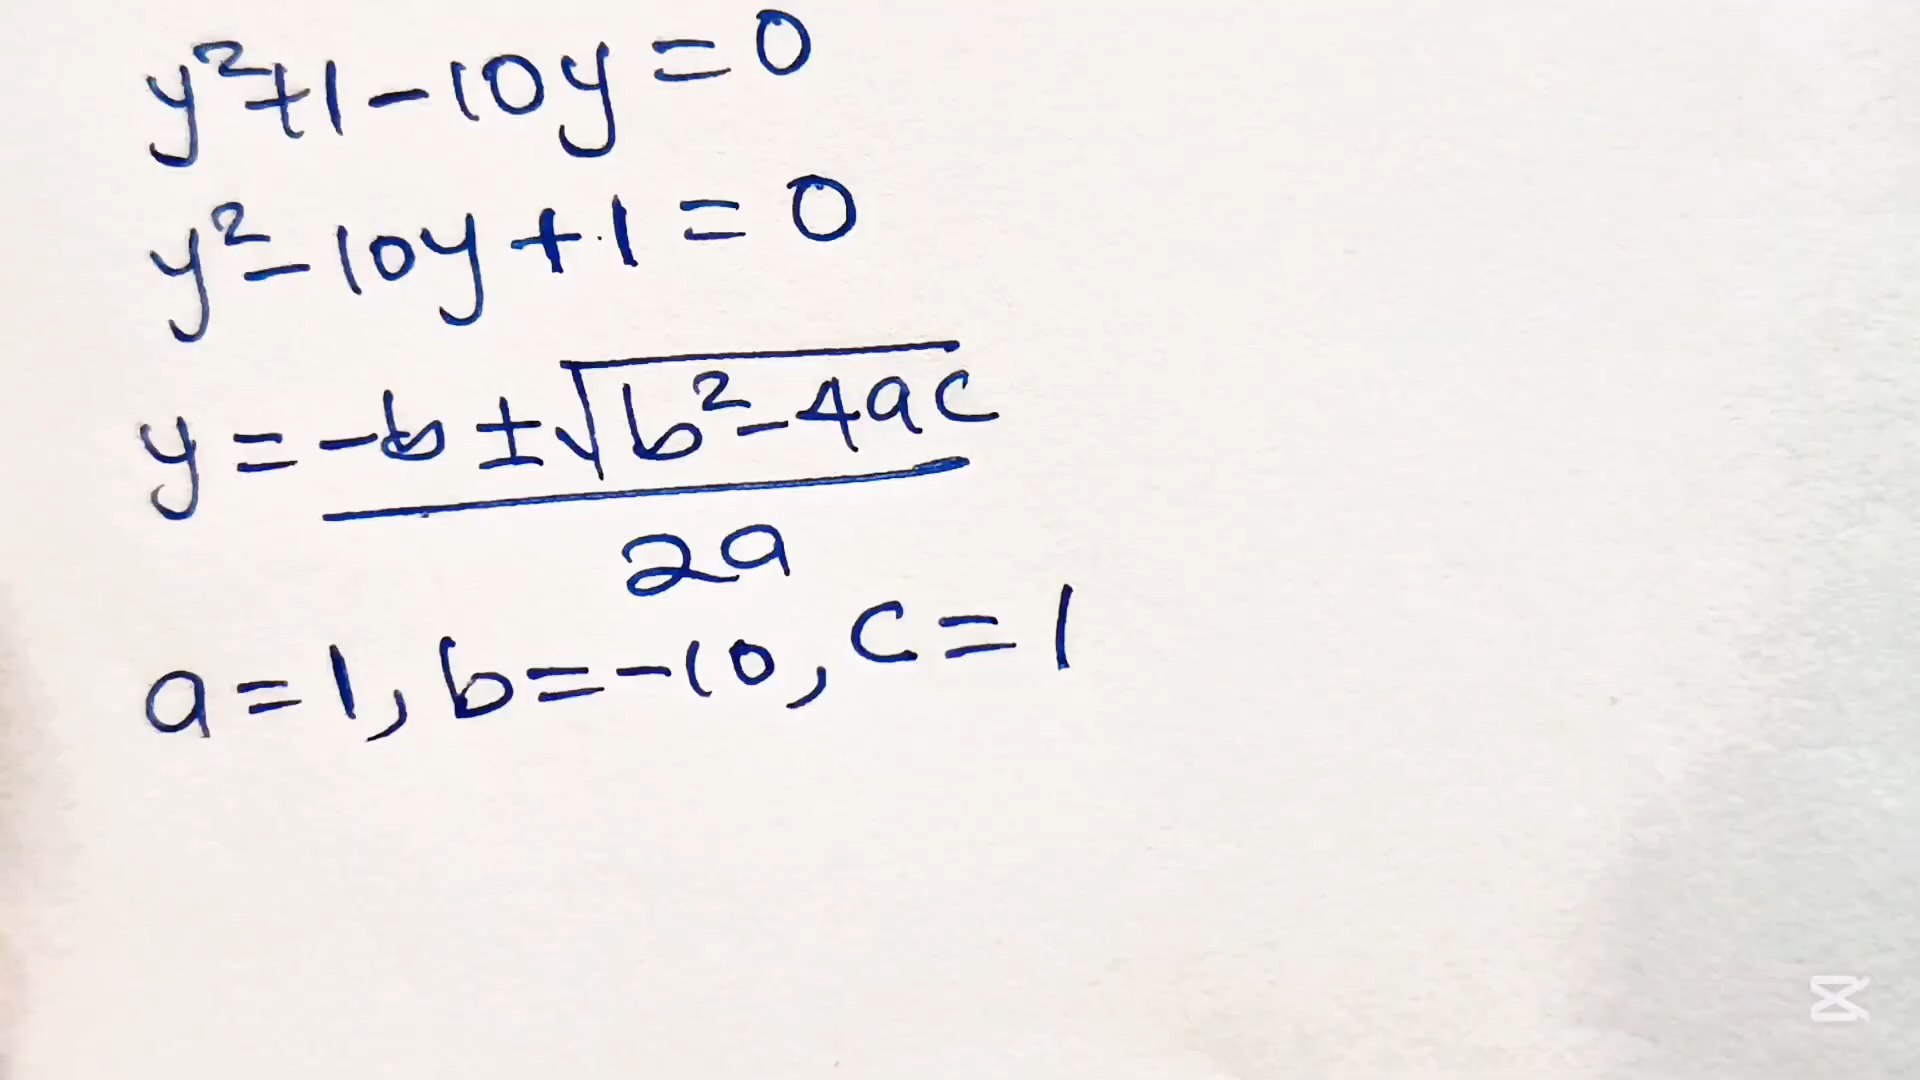 y²+1-10y=0
y²-10y+1=0
y=-b±√b²-4ac
2a
a=1, b=-10, c=1